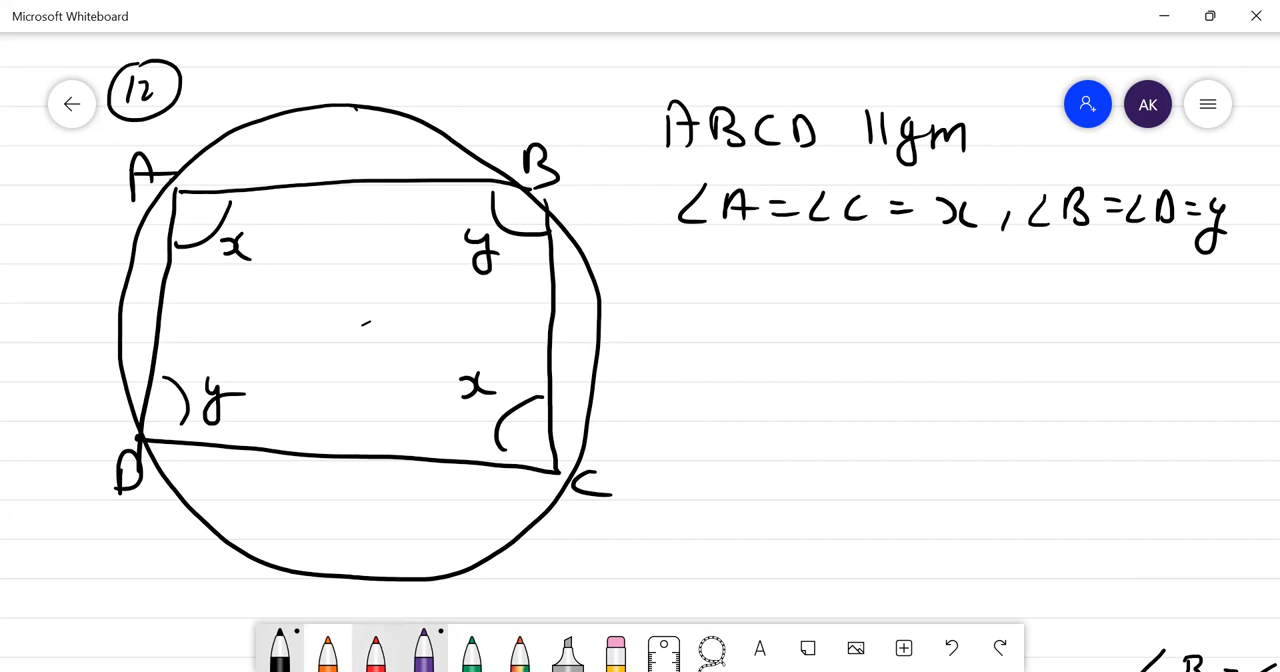 Microsoft Whiteboard
12
AK
ABCD ||gm
∠A=∠C = x, ∠B=∠D=y
A
B
x
y
y
x
D
C
A
∠B =